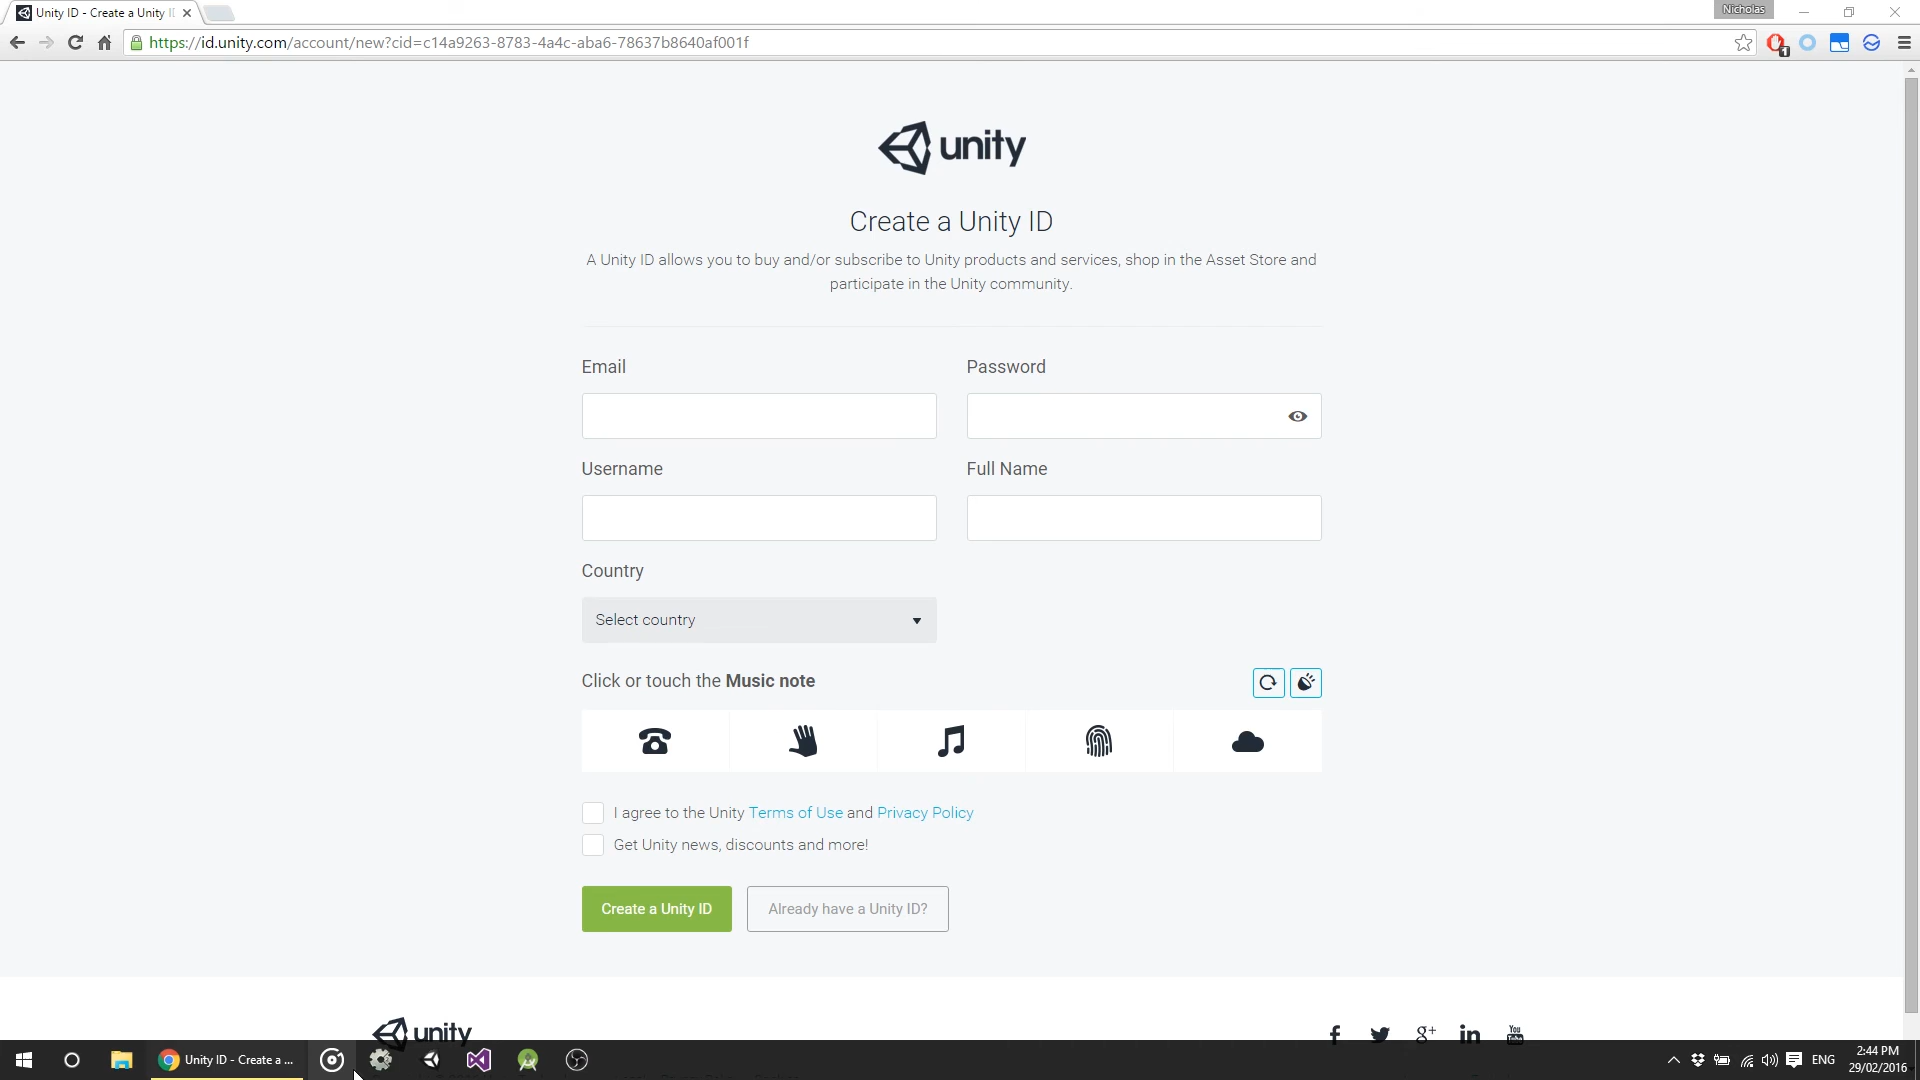 Unity ID - Create a Unity I
Nicholas
https://id.unity.com/account/new?cid=c14a9263-8783-4a4c-aba6-78637b8640af001f
1
unity
Create a Unity ID
A Unity ID allows you to buy and/or subscribe to Unity products and services, shop in the Asset Store and
participate in the Unity community.
Email
Password
Username
Full Name
Country
Select country
Click or touch the Music note
I agree to the Unity Terms of Use and Privacy Policy
Get Unity news, discounts and more!
Create a Unity ID
Already have a Unity ID?
unity
f
g+
in
You
Unity ID - Create a ...
ENG
2:44 PM
29/02/2016